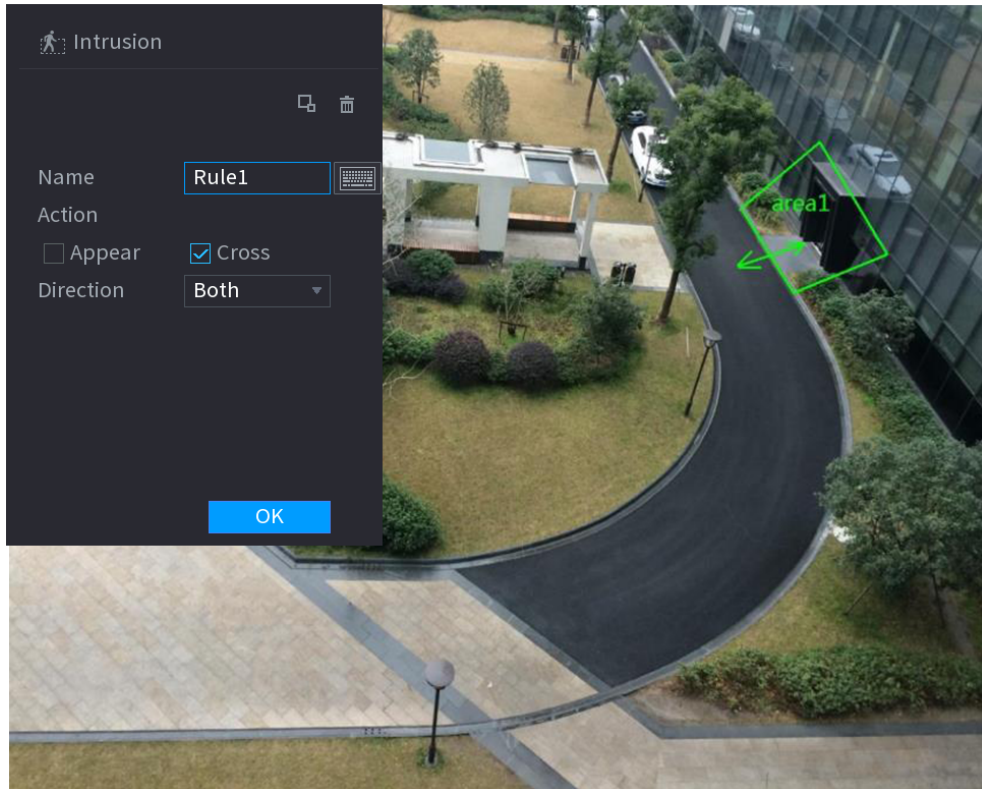 Intrusion
Name Rule1
Action
Appear Cross
Direction Both
OK
area1